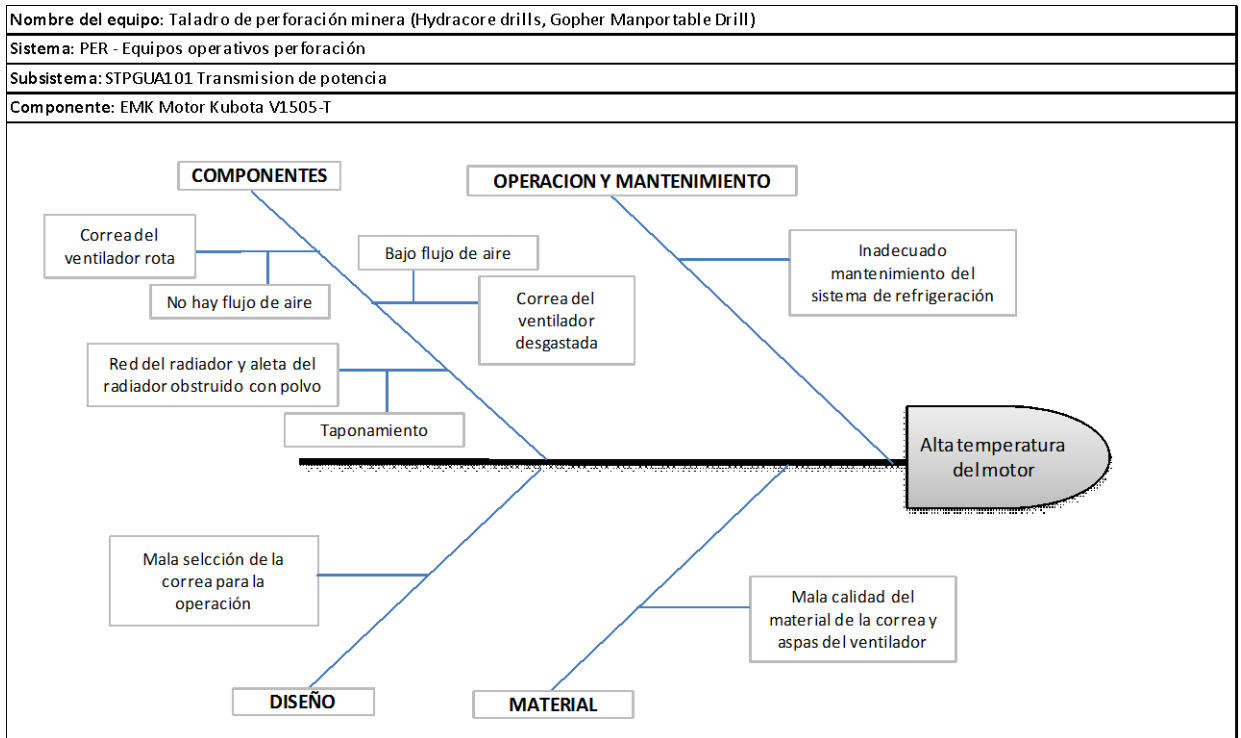 Nombre del equipo: Taladro de perforación minera (Hydracore drills, Gopher Manportable Drill)
Sistema: PER - Equipos operativos perforación
Subsistema: STPGUA101 Transmision de potencia
Componente: EMK Motor Kubota V1505-T
COMPONENTES
OPERACION Y MANTENIMIENTO
Correa del
ventilador rota
No hay flujo de aire
Bajo flujo de aire
Correa del
ventilador
desgastada
Red del radiador y aleta del
radiador obstruido con polvo
Taponamiento
Inadecuado
mantenimiento del
sistema de refrigeración
Alta temperatura
del motor
Mala selcción de la
correa para la
operación
Mala calidad del
material de la correa y
aspas del ventilador
DISEÑO
MATERIAL